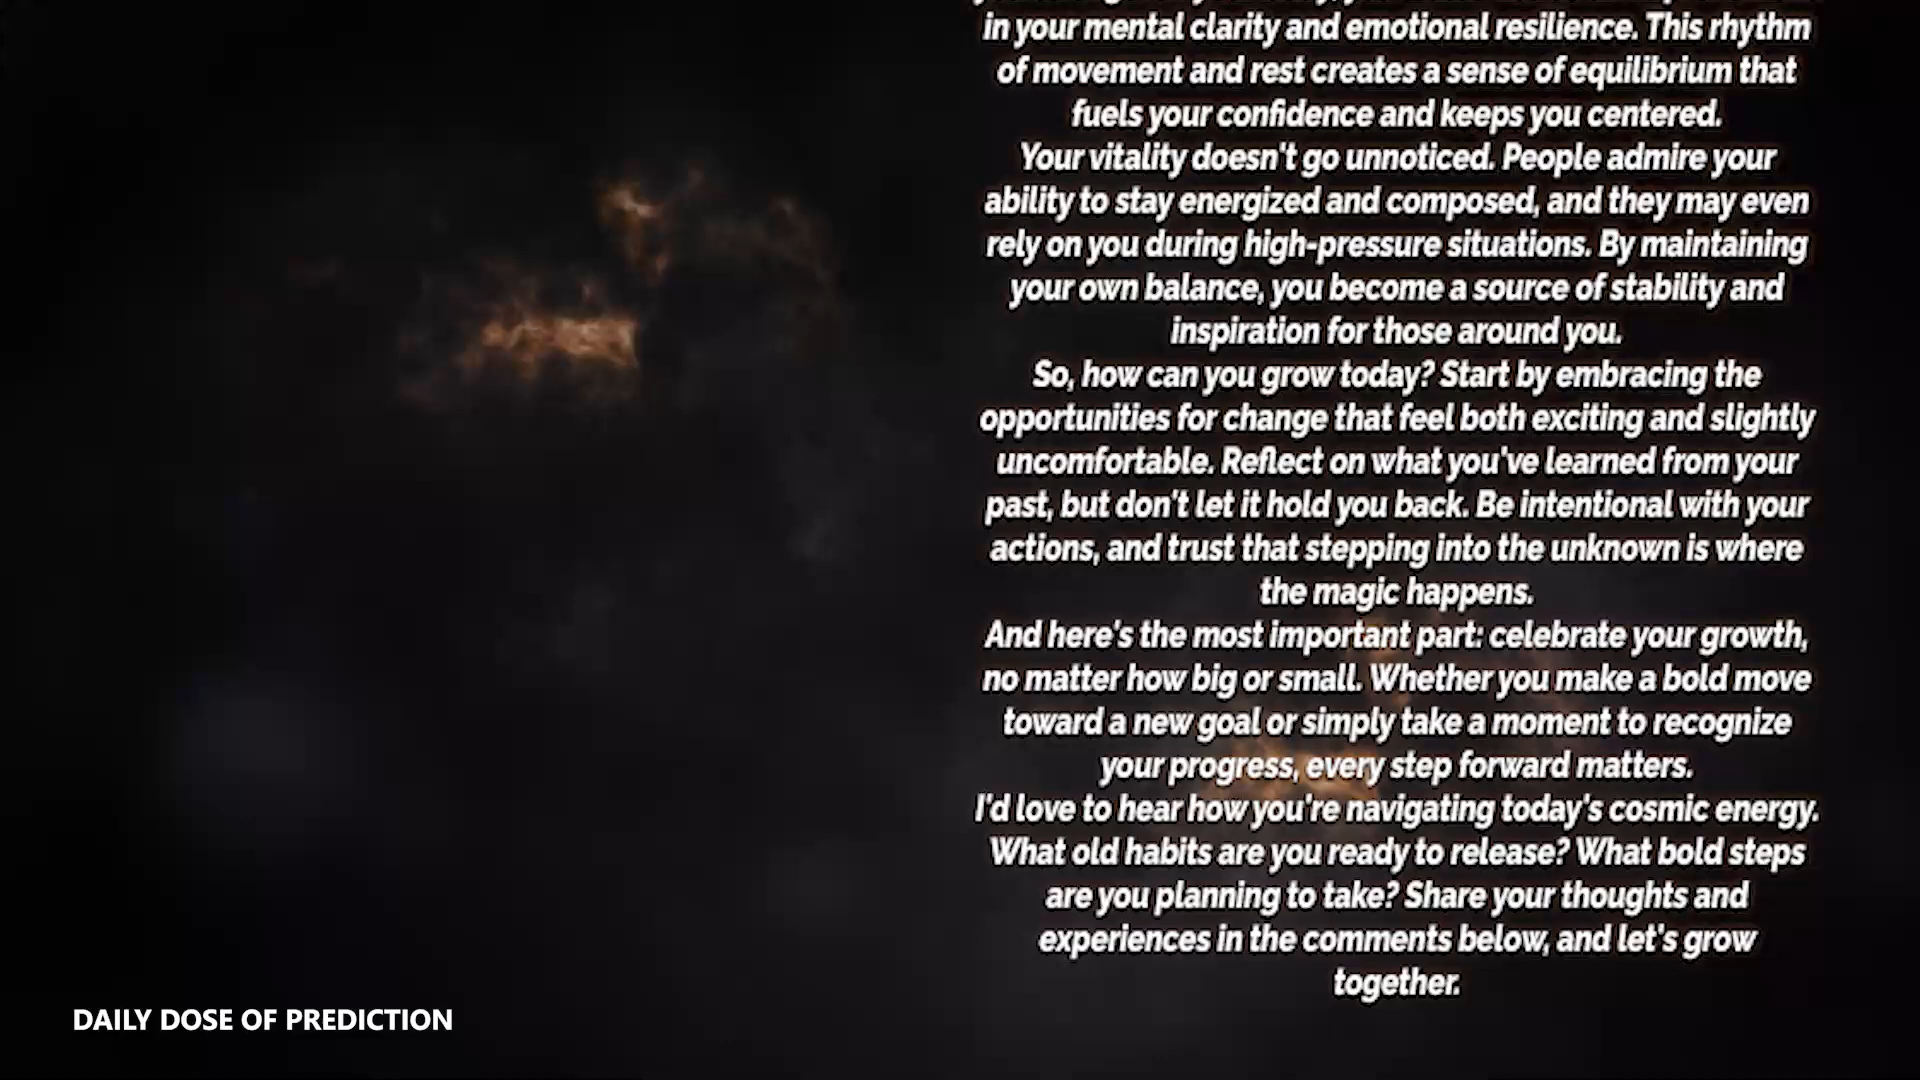 in your mental clarity and emotional resilience. This rhythm
of movement and rest creates a sense of equilibrium that
fuels your confidence and keeps you centered.
Your vitality doesn't go unnoticed. People admire your
ability to stay energized and composed, and they may even
rely on you during high-pressure situations. By maintaining
your own balance, you become a source of stability and
inspiration for those around you.
So, how can you grow today? Start by embracing the
opportunities for change that feel both exciting and slightly
uncomfortable. Reflect on what you've learned from your
past, but don't let it hold you back. Be intentional with your
actions, and trust that stepping into the unknown is where
the magic happens.
And here's the most important part: celebrate your growth,
no matter how big or small. Whether you make a bold move
toward a new goal or simply take a moment to recognize
your progress, every step forward matters.
I'd love to hear how you're navigating today's cosmic energy.
What old habits are you ready to release? What bold steps
are you planning to take? Share your thoughts and
experiences in the comments below, and let's grow
together.
DAILY DOSE OF PREDICTION